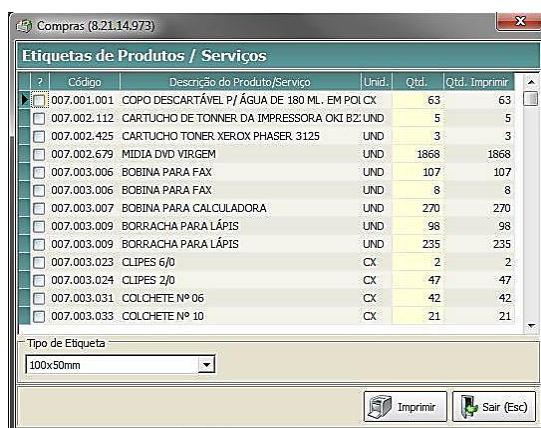 Compras (8.21.14.973)
Etiquetas de Produtos / Serviços
? Código Descrição do Produto/Serviço Unid. Qtd. Qtd. Imprimir
007.001.001 COPO DESCARTÁVEL P/ ÁGUA DE 180 ML. EM POL CX 63 63
007.002.112 CARTUCHO DE TONNER DA IMPRESSORA OKI B2 UND 5 5
007.002.425 CARTUCHO TONER XEROX PHASER 3125 UND 3 3
007.002.679 MIDIA DVD VIRGEM UND 1868 1868
007.003.006 BOBINA PARA FAX UND 107 107
007.003.006 BOBINA PARA FAX UND 8 8
007.003.007 BOBINA PARA CALCULADORA UND 270 270
007.003.009 BORRACHA PARA LÁPIS UND 98 98
007.003.009 BORRACHA PARA LÁPIS UND 235 235
007.003.023 CLIPES 6/0 CX 2 2
007.003.024 CLIPES 2/0 CX 47 47
007.003.031 COLCHETE Nº 06 CX 42 42
007.003.033 COLCHETE Nº 10 CX 21 21
Tipo de Etiqueta
100x50mm
Imprimir Sair (Esc)